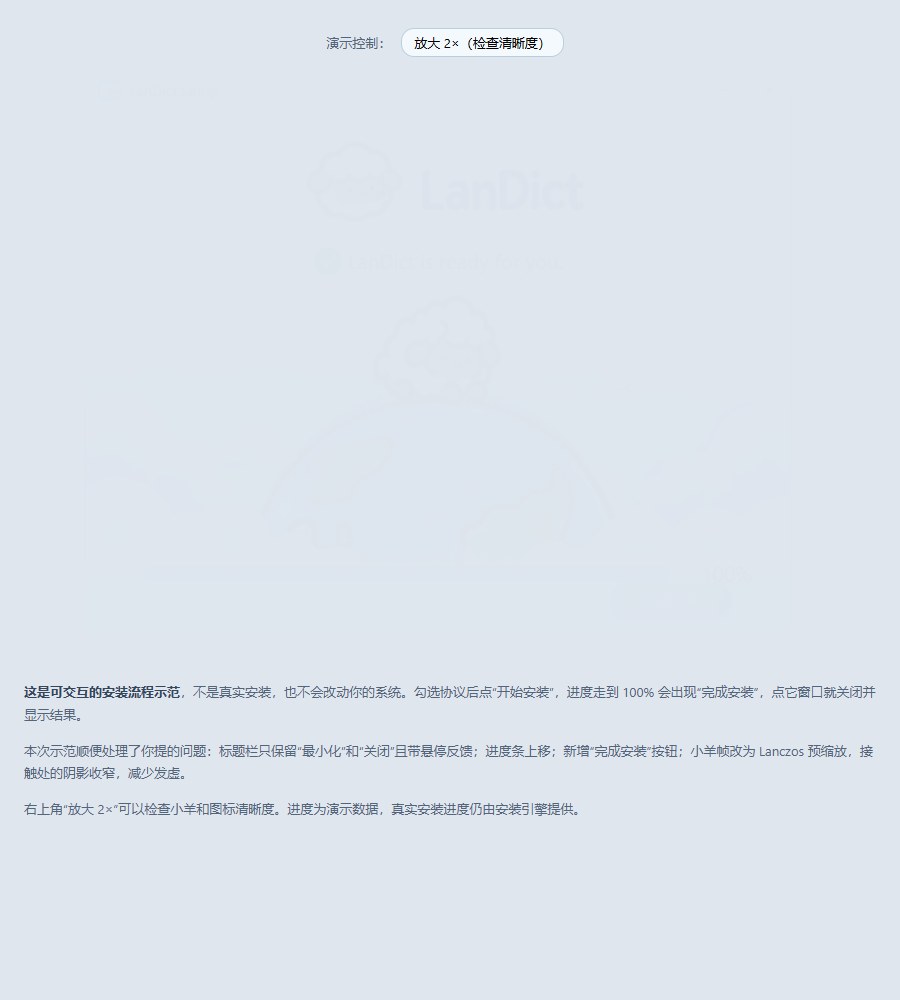 演示控制： 放大 2×（检查清晰度）
LanDict
这是可交互的安装流程示范，不是真实安装，也不会改动你的系统。勾选协议后点“开始安装”，进度走到 100% 会出现“完成安装”，点它窗口就关闭并
显示结果。
本次示范顺便处理了你提的问题：标题栏只保留“最小化”和“关闭”且带悬停反馈；进度条上移；新增“完成安装”按钮；小羊帧改为 Lanczos 预缩放，接
触处的阴影收窄，减少发虚。
右上角“放大 2×”可以检查小羊和图标清晰度。进度为演示数据，真实安装进度仍由安装引擎提供。